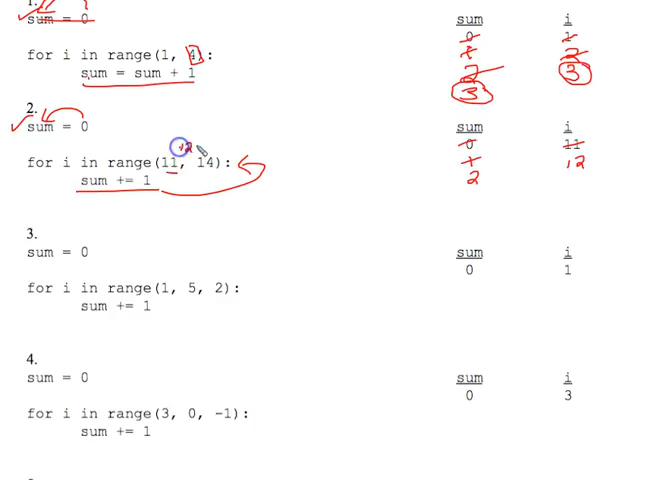 1.
sum = 0
sum i
0 1
for i in range(1, 4):
1 2
sum = sum + 1
2 3
3
2.
sum = 0
sum i
0 11
12
for i in range(11, 14):
1 12
sum += 1
2
3.
sum = 0
sum i
0 1
for i in range(1, 5, 2):
sum += 1
4.
sum = 0
sum i
0 3
for i in range(3, 0, -1):
sum += 1